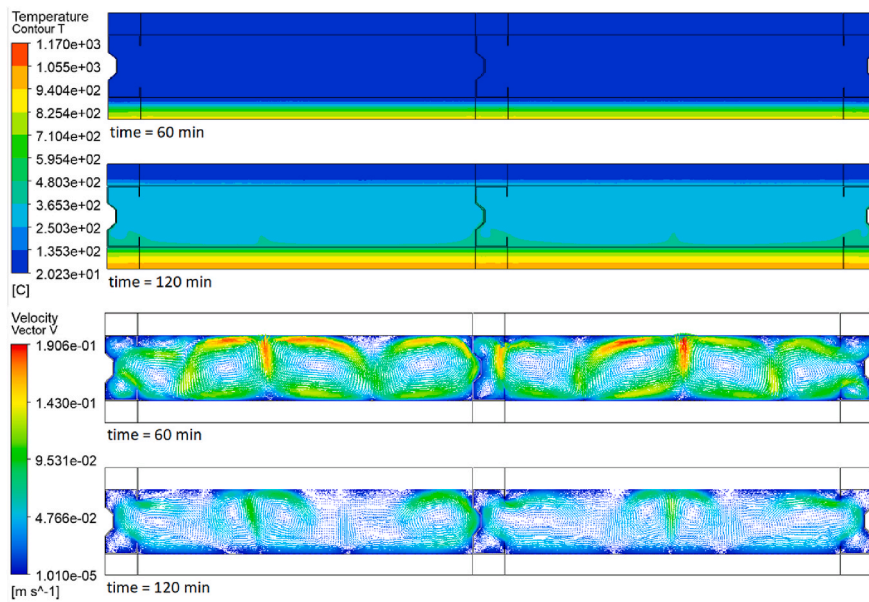 Temperature
Contour T
1.170e+03
1.055e+03
9.404e+02
8.254e+02
7.104e+02
5.953e+02
4.803e+02
3.653e+02
2.503e+02
1.353e+02
2.023e+01
[C]
time = 60 min
time = 120 min
Velocity
Vector V
1.906e-01
1.430e-01
9.531e-02
4.766e-02
1.010e-05
[m s^-1]
time = 60 min
time = 120 min